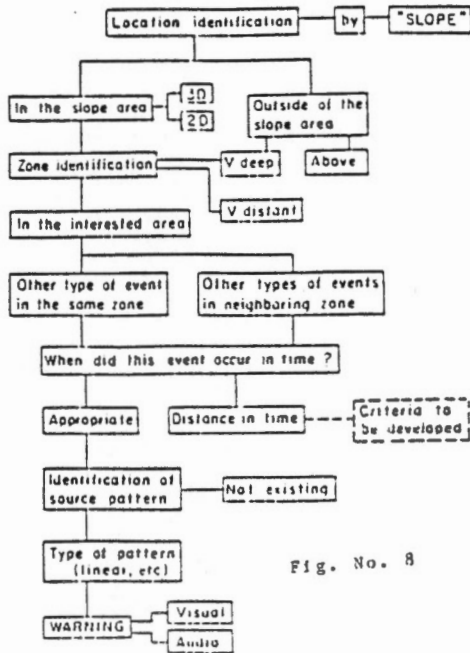 Location identification
by
"SLOPE"
In the slope area
3D
2D
Outside of the
slope area
Zone identification
V deep
Above
V distant
In the interested area
Other type of event
in the same zone
Other types of events
in neighboring zone
When did this event occur in time ?
Appropriate
Distance in time
Criteria to
be developed
Identification of
source pattern
Not existing
Type of pattern
(linear, etc)
Fig. No. 8
WARNING
Visual
Audio